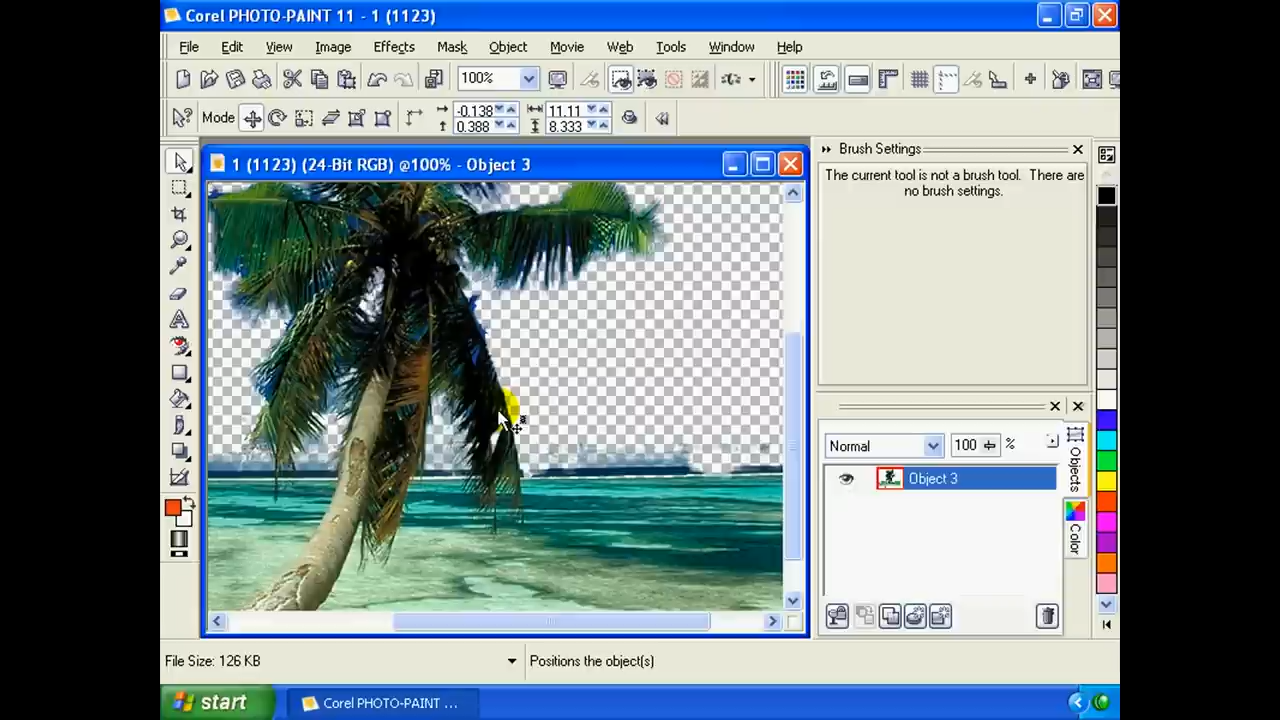 Corel PHOTO-PAINT 11 - 1 (1123)
File Edit View Image Effects Mask Object Movie Web Tools Window Help
100%
Mode
-0.138 11.11
0.388 8.333
1 (1123) (24-Bit RGB) @100% - Object 3
Brush Settings
The current tool is not a brush tool. There are
no brush settings.
Normal 100 %
Object 3
Objects
Color
File Size: 126 KB
Positions the object(s)
start
Corel PHOTO-PAINT ...